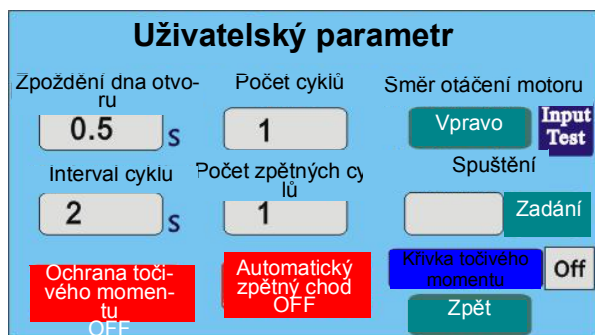 Uživatelský parametr
Zpoždění dna otvo-
ru
0.5 s
Počet cyklů
1
Směr otáčení motoru
Vpravo
Input
Test
Interval cyklu
2 s
Počet zpětných cy
lů
1
Spuštění
Zadání
Ochrana toči-
vého momen-
tu
OFF
Automatický
zpětný chod
OFF
Křivka točivého
momentu
Off
Zpět